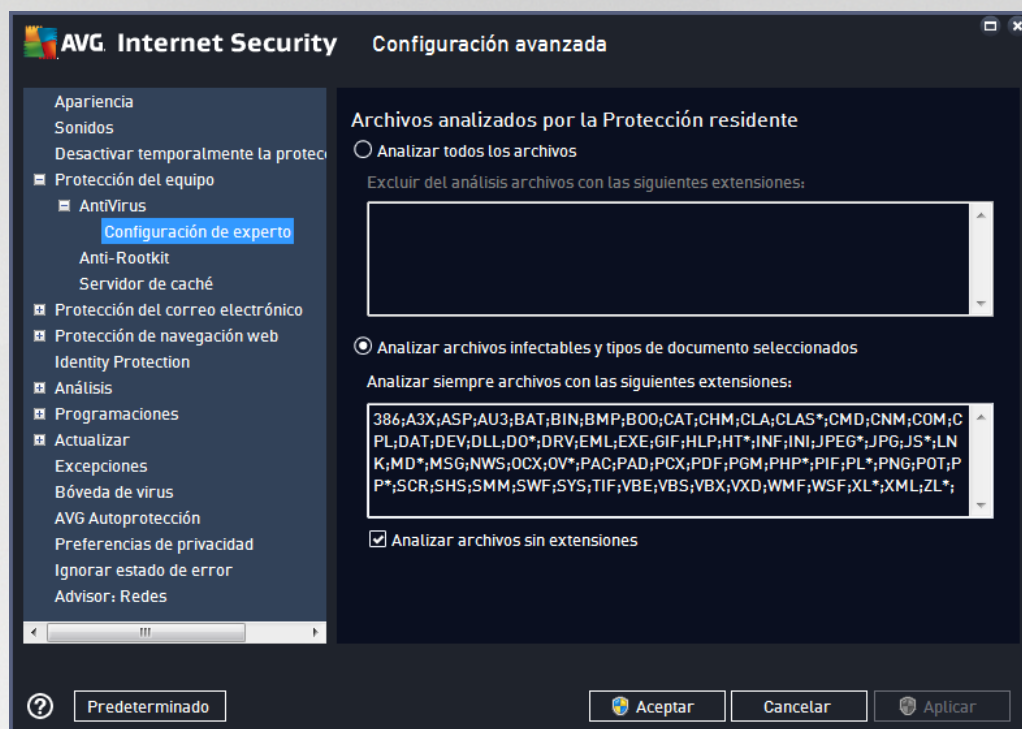 AVG. Internet Security
Configuración avanzada
Apariencia
Sonidos
Desactivar temporalmente la protec
Protección del equipo
AntiVirus
Configuración de experto
Anti-Rootkit
Servidor de caché
Protección del correo electrónico
Protección de navegación web
Identity Protection
Análisis
Programaciones
Actualizar
Excepciones
Bóveda de virus
AVG Autoprotección
Preferencias de privacidad
Ignorar estado de error
Advisor: Redes
Archivos analizados por la Protección residente
Analizar todos los archivos
Excluir del análisis archivos con las siguientes extensiones:
Analizar archivos infectables y tipos de documento seleccionados
Analizar siempre archivos con las siguientes extensiones:
386;A3X;ASP;AU3;BAT;BIN;BMP;BOO;CAT;CHM;CLA;CLAS*;CMD;CNM;COM;C
PL;DAT;DEV;DLL;DO*;DRV;EML;EXE;GIF;HLP;HT*;INF;INI;JPEG*;JPG;JS*;LN
K;MD*;MSG;NWS;OCX;OV*;PAC;PAD;PCX;PDF;PGM;PHP*;PIF;PL*;PNG;POT;P
P*;SCR;SHS;SMM;SWF;SYS;TIF;VBE;VBS;VBX;VXD;WMF;WSF;XL*;XML;ZL*;
Analizar archivos sin extensiones
Predeterminado
Aceptar
Cancelar
Aplicar